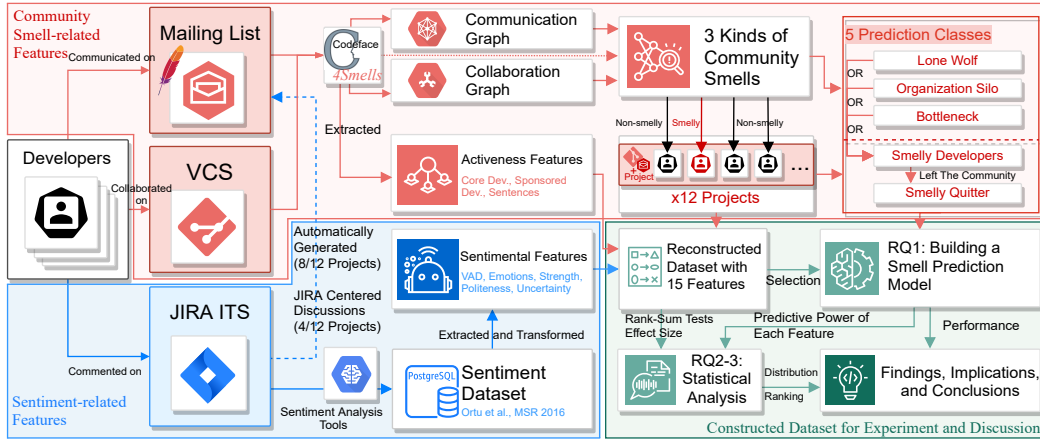 Community
Smell-related
Features
Mailing List
Communicated on
Developers
Collaborated
on
VCS
Codeface
4Smells
Extracted
Communication
Graph
Collaboration
Graph
Activeness Features
Core Dev., Sponsored
Dev., Sentences
3 Kinds of
Community
Smells
Non-smelly
Smelly
Non-smelly
Project
...
x12 Projects
5 Prediction Classes
Lone Wolf
OR
Organization Silo
OR
Bottleneck
OR
Smelly Developers
Left The Community
Smelly Quitter
Automatically
Generated
(8/12 Projects)
JIRA Centered
Discussions
(4/12 Projects)
JIRA ITS
Commented on
Sentiment-related
Features
Sentiment Analysis
Tools
Sentimental Features
VAD, Emotions, Strength,
Politeness, Uncertainty
Extracted and Transformed
PostgreSQL
Sentiment
Dataset
Ortu et al., MSR 2016
Reconstructed
Dataset with
15 Features
Selection
RQ1: Building a
Smell Prediction
Model
Rank-Sum Tests
Effect Size
Predictive Power of
Each Feature
Performance
RQ2-3:
Statistical
Analysis
Distribution
Ranking
Findings, Implications,
and Conclusions
Constructed Dataset for Experiment and Discussion